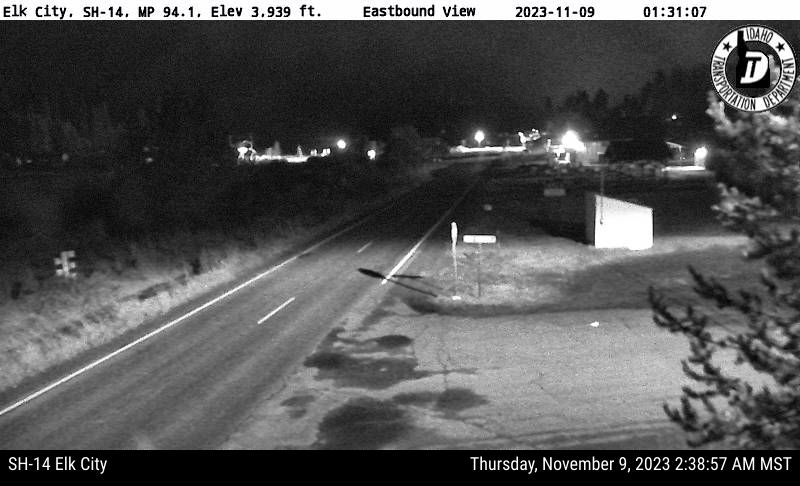 Elk City, SH-14, MP 94.1, Elev 3,939 ft. Eastbound View 2023-11-09 01:31:07
IDAHO
TRANSPORTATION DEPARTMENT
SH-14 Elk City Thursday, November 9, 2023 2:38:57 AM MST